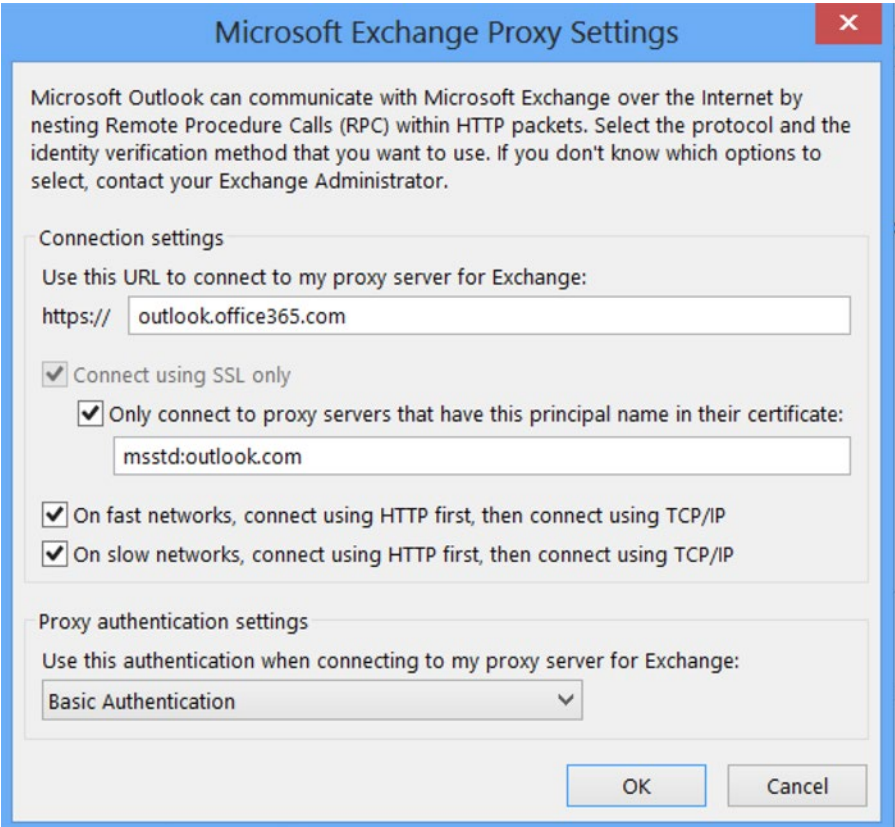 Microsoft Exchange Proxy Settings
Microsoft Outlook can communicate with Microsoft Exchange over the Internet by
nesting Remote Procedure Calls (RPC) within HTTP packets. Select the protocol and the
identity verification method that you want to use. If you don't know which options to
select, contact your Exchange Administrator.
Connection settings
Use this URL to connect to my proxy server for Exchange:
https:// outlook.office365.com
Connect using SSL only
Only connect to proxy servers that have this principal name in their certificate:
msstd:outlook.com
On fast networks, connect using HTTP first, then connect using TCP/IP
On slow networks, connect using HTTP first, then connect using TCP/IP
Proxy authentication settings
Use this authentication when connecting to my proxy server for Exchange:
Basic Authentication
OK Cancel